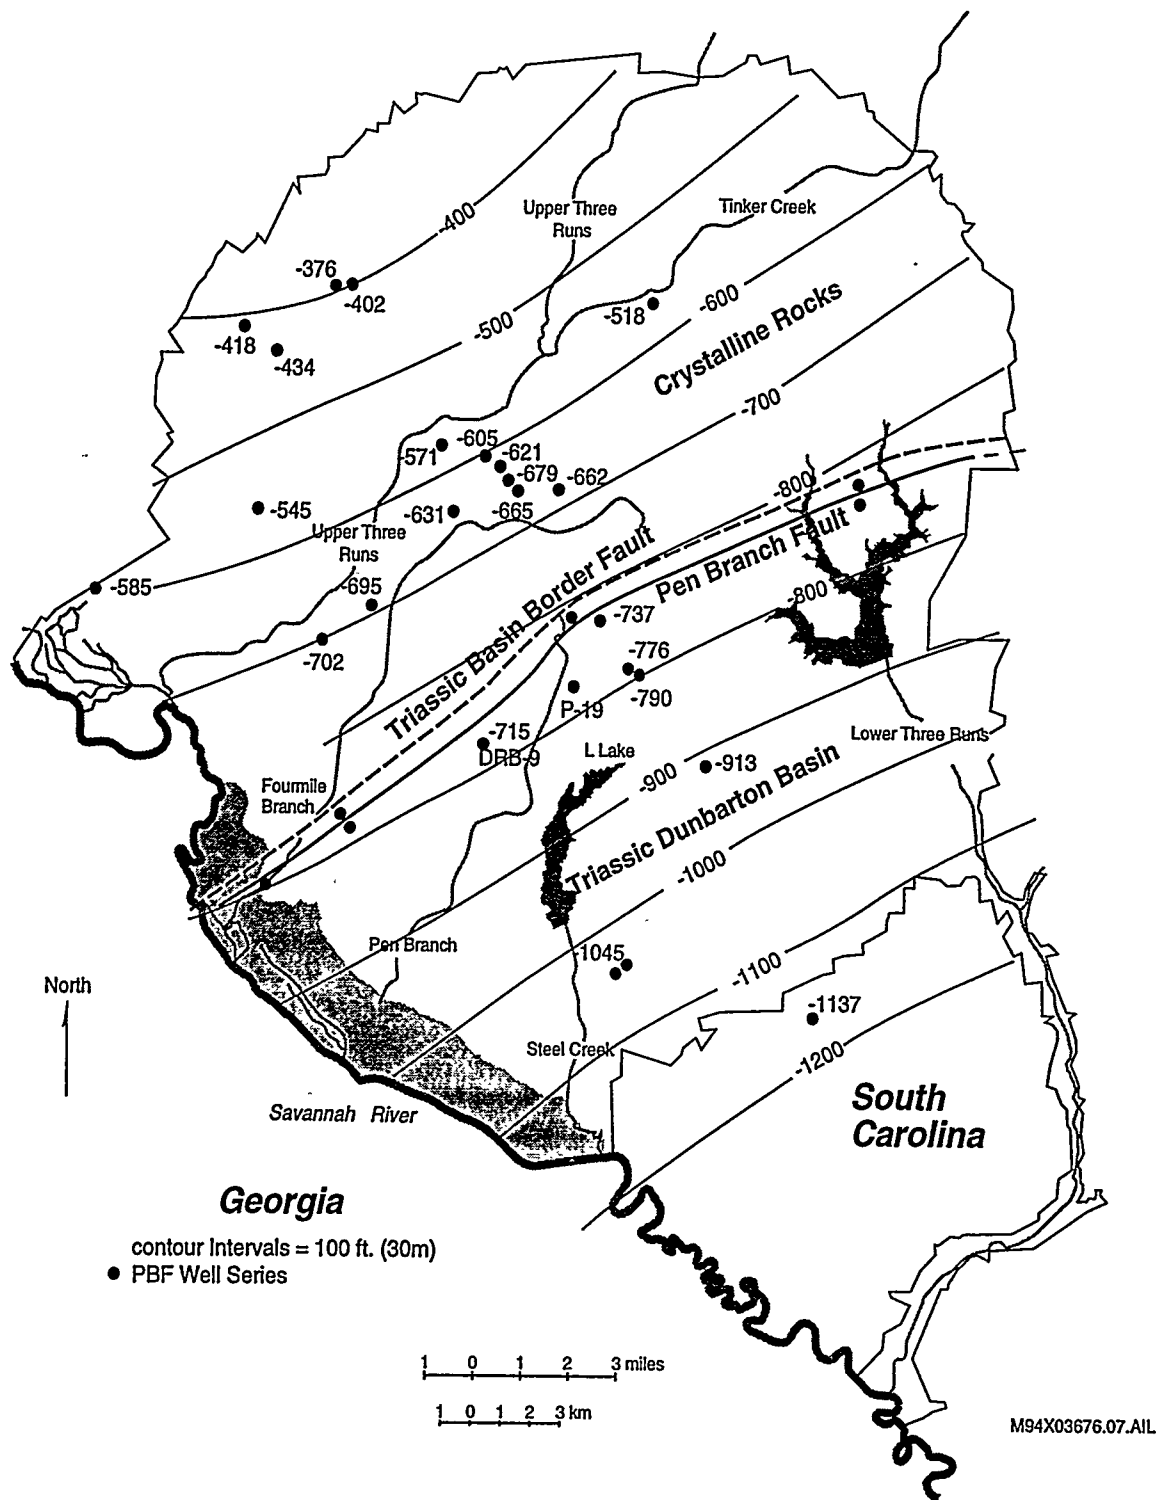 -400
Upper Three
Runs
Tinker Creek
-376
-402
-500
-600
-518
-418
-434
Crystalline Rocks
-700
-605
-571
-621
-679
-662
-800
-545
-631
-665
Upper Three
Runs
Pen Branch Fault
Triassic Basin Border Fault
-585
-695
-800
-737
-702
-776
-790
P-19
-715
DRB-9
L Lake
Lower Three Runs
-900
-913
Fourmile
Branch
Triassic Dunbarton Basin
-1000
Pen Branch
-1045
-1100
North
-1137
Steel Creek
-1200
South
Carolina
Savannah River
Georgia
contour Intervals = 100 ft. (30m)
PBF Well Series
1 0 1 2 3 miles
1 0 1 2 3 km
M94X03676.07.AIL